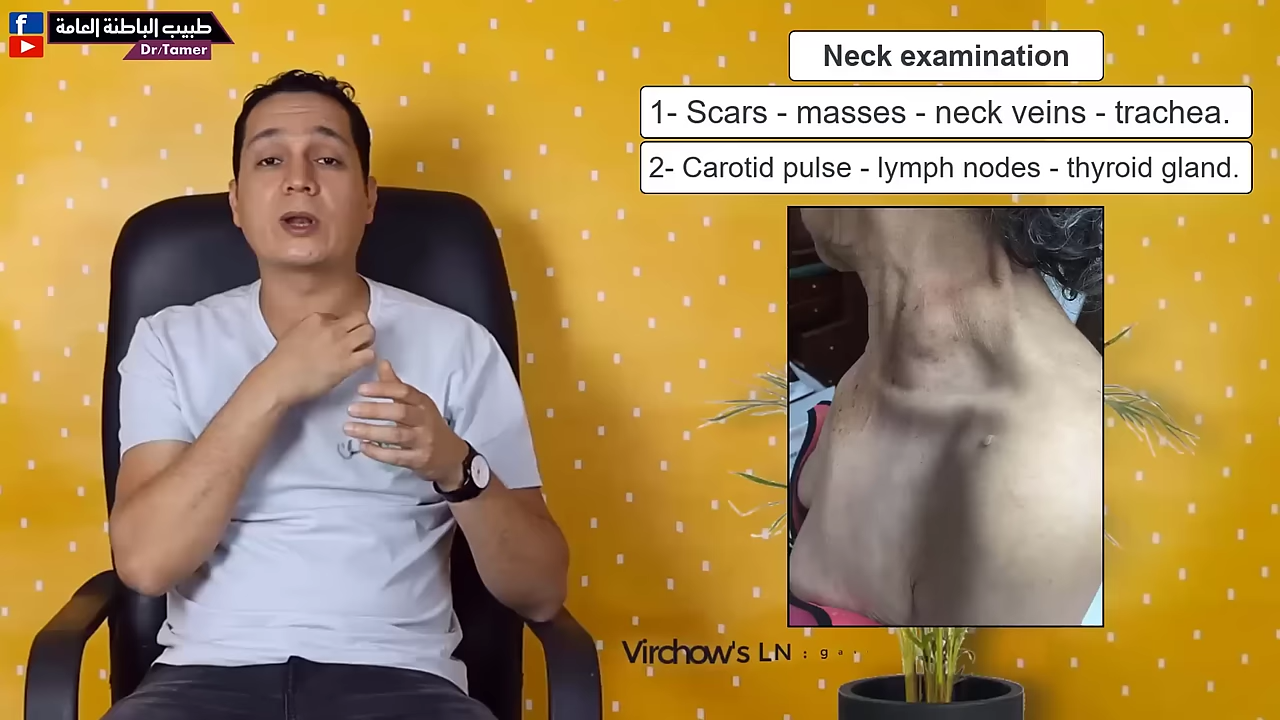 طبيب الباطنة العامة
Dr/Tamer
Neck examination
1- Scars - masses - neck veins - trachea.
2- Carotid pulse - lymph nodes - thyroid gland.
Virchow's LN : ga